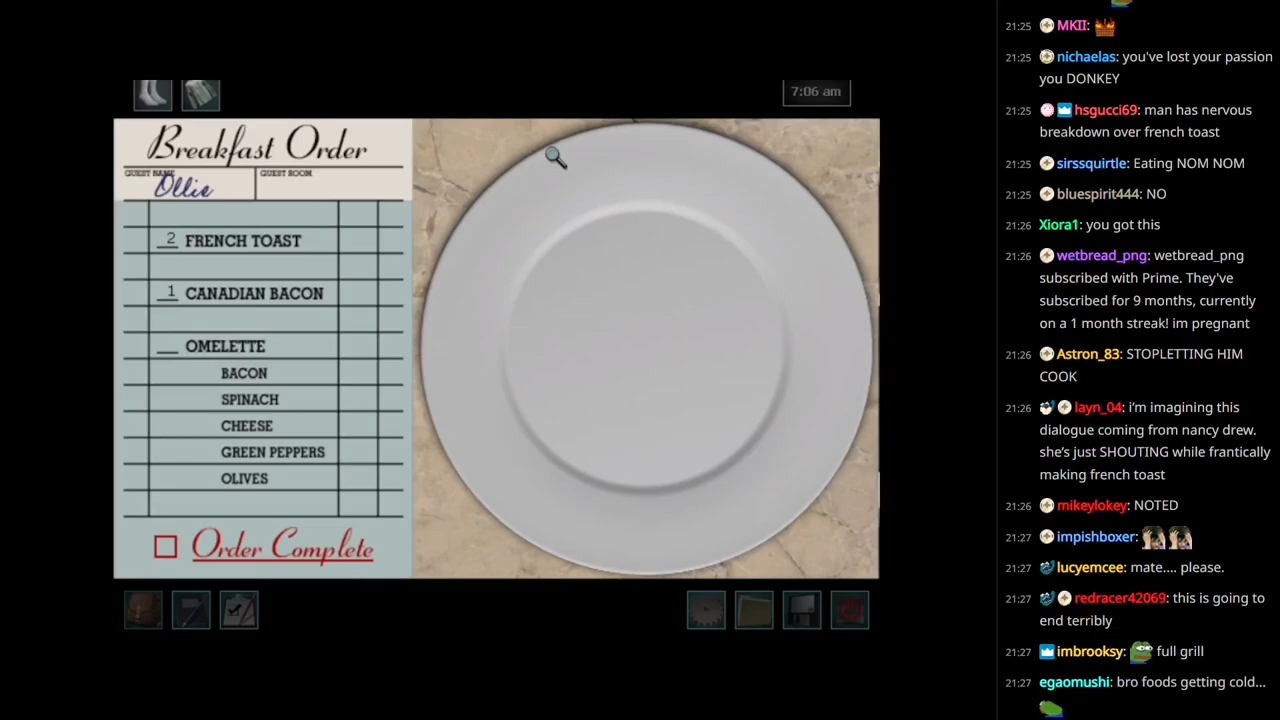 7:06 am
Breakfast Order
GUEST NAME
GUEST ROOM
Ollie
2 FRENCH TOAST
1 CANADIAN BACON
OMELETTE
BACON
SPINACH
CHEESE
GREEN PEPPERS
OLIVES
Order Complete
21:25 MKII:
21:25 nichaelas: you've lost your passion
you DONKEY
21:25 hsgucci69: man has nervous
breakdown over french toast
21:25 sirssquirtle: Eating NOM NOM
21:25 bluespirit444: NO
21:26 Xiora1: you got this
21:26 wetbread_png: wetbread_png
subscribed with Prime. They've
subscribed for 9 months, currently
on a 1 month streak! im pregnant
21:26 Astron_83: STOPLETTING HIM
COOK
21:26 layn_04: i'm imagining this
dialogue coming from nancy drew.
she's just SHOUTING while frantically
making french toast
21:26 mikeylokey: NOTED
21:27 impishboxer:
21:27 lucyemcee: mate.... please.
21:27 redracer42069: this is going to
end terribly
21:27 imbrooksy: full grill
21:27 egaomushi: bro foods getting cold...